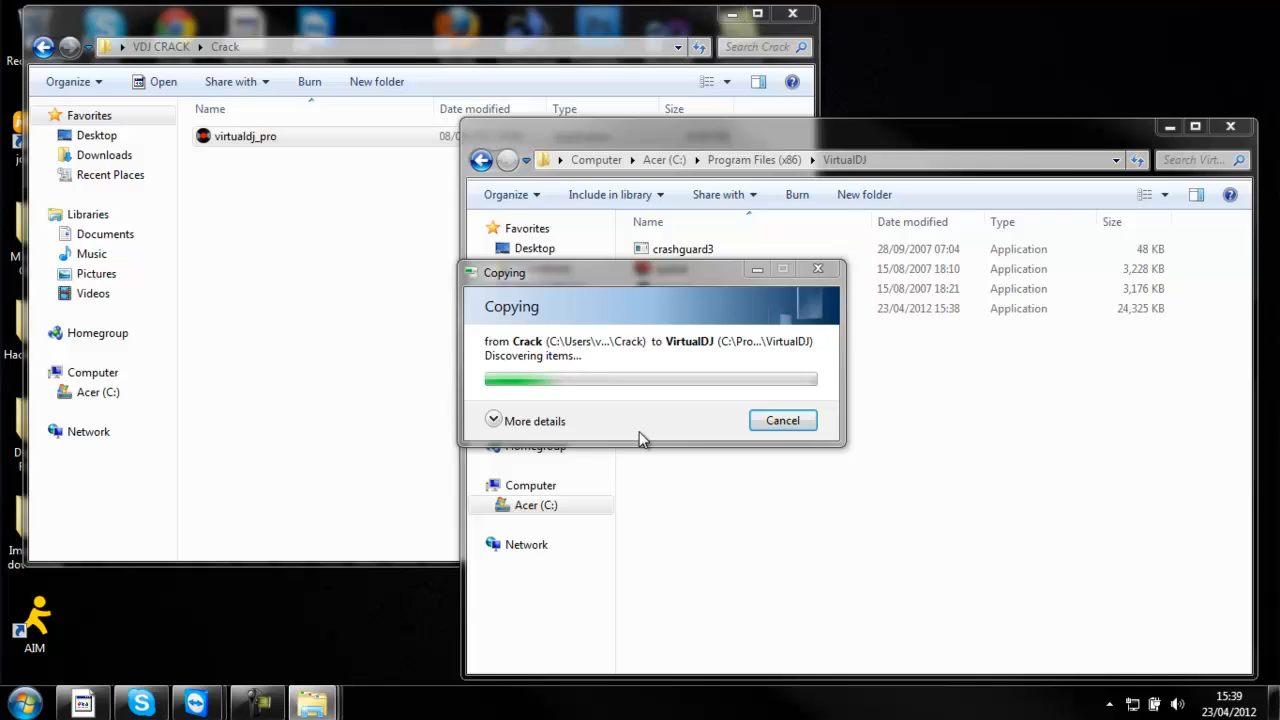 Rec
VDJ CRACK
Crack
Search Crack
Organize
Open
Share with
Burn
New folder
Favorites
Desktop
Downloads
Recent Places
Libraries
Documents
Music
Pictures
Videos
Homegroup
Computer
Acer (C:)
Network
Name
Date modified
Type
Size
virtualdj_pro
08/0
Computer
Acer (C:)
Program Files (x86)
VirtualDJ
Search Virt...
Organize
Include in library
Share with
Burn
New folder
Favorites
Desktop
Name
Date modified
Type
Size
crashguard3
28/09/2007 07:04
Application
48 KB
15/08/2007 18:10
Application
3,228 KB
15/08/2007 18:21
Application
3,176 KB
23/04/2012 15:38
Application
24,325 KB
Copying
Copying
from Crack (C:\Users\v...\Crack) to VirtualDJ (C:\Pro...\VirtualDJ)
Discovering items...
More details
Cancel
Homegroup
Computer
Acer (C:)
Network
AIM
15:39
23/04/2012